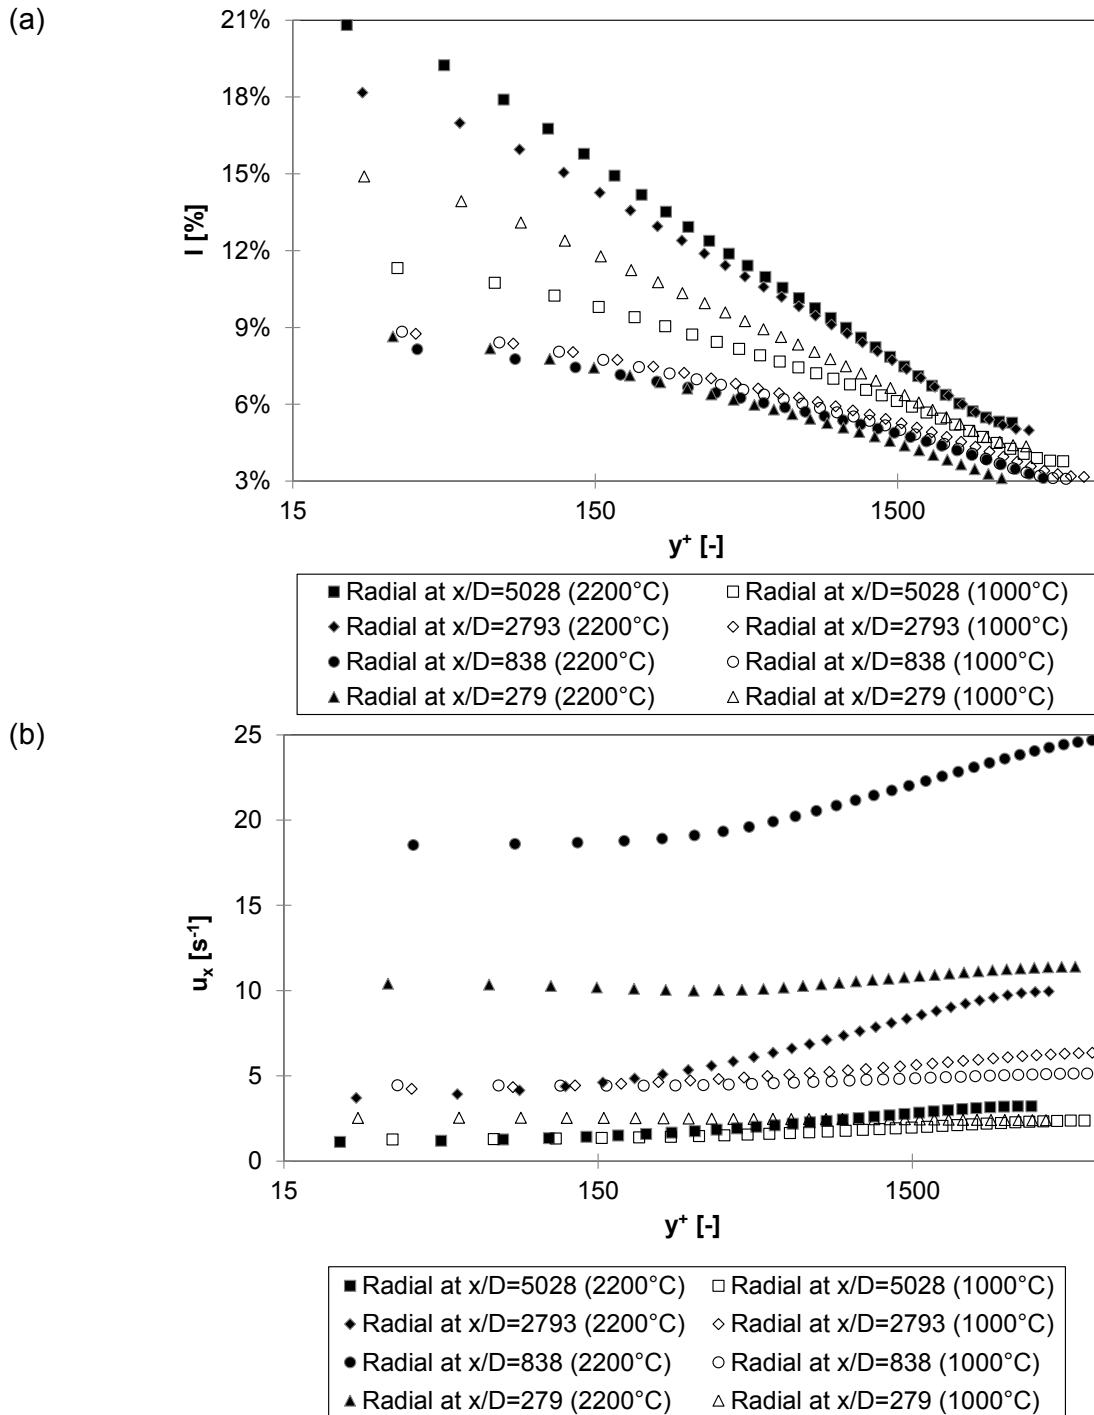 (a)
21%
18%
15%
12%
9%
6%
3%
I [%]
15 150 1500
y+ [-]
Radial at x/D=5028 (2200°C) Radial at x/D=5028 (1000°C)
Radial at x/D=2793 (2200°C) Radial at x/D=2793 (1000°C)
Radial at x/D=838 (2200°C) Radial at x/D=838 (1000°C)
Radial at x/D=279 (2200°C) Radial at x/D=279 (1000°C)
(b)
25
20
15
10
5
0
ux [s-1]
15 150 1500
y+ [-]
Radial at x/D=5028 (2200°C) Radial at x/D=5028 (1000°C)
Radial at x/D=2793 (2200°C) Radial at x/D=2793 (1000°C)
Radial at x/D=838 (2200°C) Radial at x/D=838 (1000°C)
Radial at x/D=279 (2200°C) Radial at x/D=279 (1000°C)